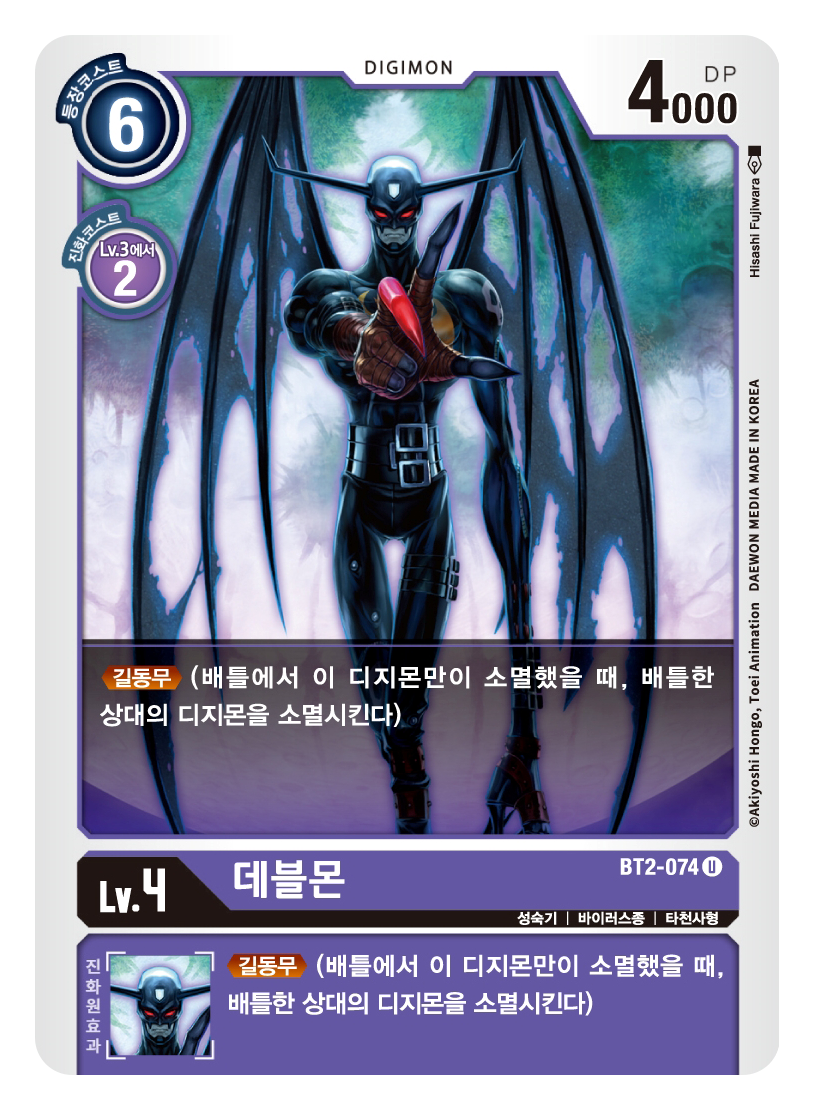 DIGIMON
등장코스트
6
DP
4000
진화코스트
Lv.3에서
2
Hisashi Fujiwara
©Akiyoshi Hongo, Toei Animation DAEWON MEDIA MADE IN KOREA
길동무 (배틀에서 이 디지몬만이 소멸했을 때, 배틀한
상대의 디지몬을 소멸시킨다)
Lv.4
데블몬
BT2-074 U
성숙기 | 바이러스종 | 타천사형
진화원효과
길동무 (배틀에서 이 디지몬만이 소멸했을 때,
배틀한 상대의 디지몬을 소멸시킨다)